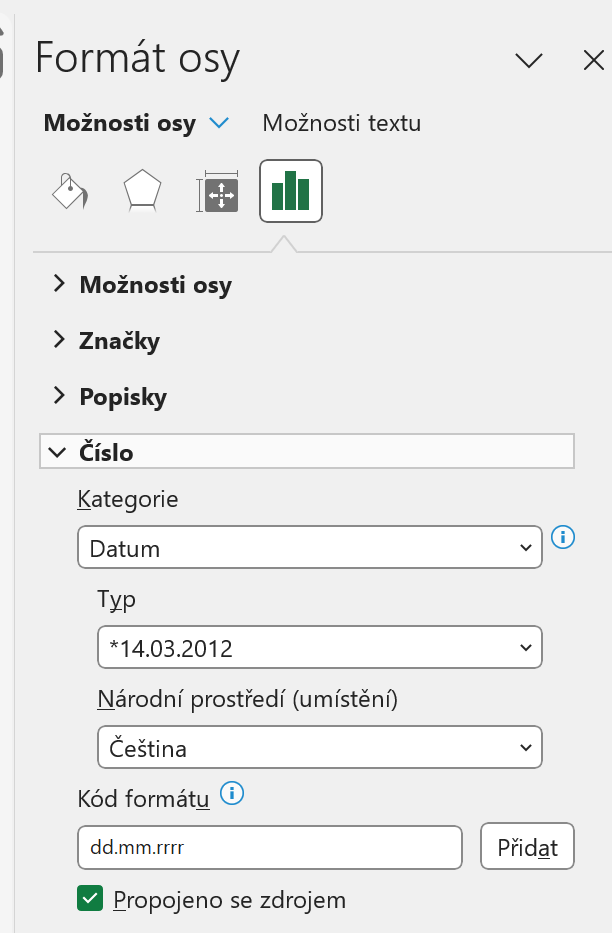 Formát osy
Možnosti osy Možnosti textu
Možnosti osy
Značky
Popisky
Číslo
Kategorie
Datum
Typ
*14.03.2012
Národní prostředí (umístění)
Čeština
Kód formátu
dd.mm.rrrr Přidat
Propojeno se zdrojem